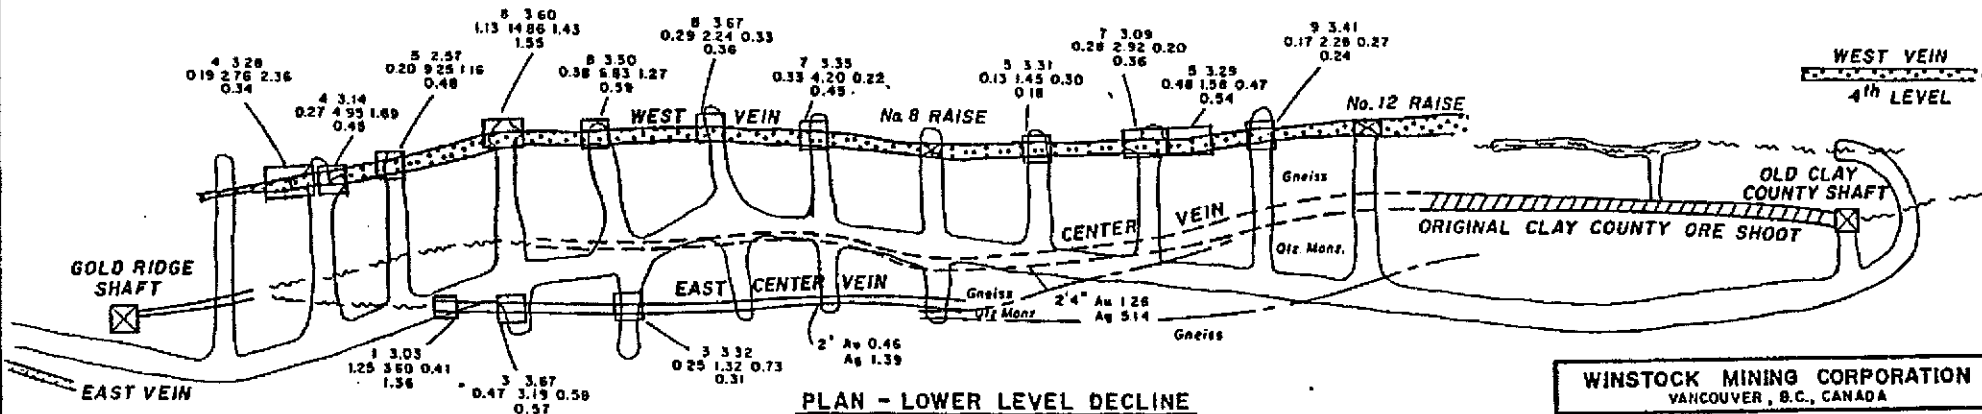 8 3.60
1.13 14.86 1.43
1.55
8 3.67
0.29 2.24 0.33
0.36
7 3.09
0.28 2.92 0.20
0.36
9 3.41
0.17 2.28 0.27
0.24
4 3.28
0.19 2.76 2.36
0.34
5 2.57
0.20 9.25 1.16
0.48
8 3.50
0.38 6.83 1.27
0.59
7 3.35
0.33 4.20 0.22
0.45
5 3.31
0.13 1.45 0.30
0.18
5 3.29
0.48 1.58 0.47
0.54
WEST VEIN
4th LEVEL
4 3.14
0.27 4.95 1.69
0.45
WEST VEIN
No. 8 RAISE
No. 12 RAISE
Gneiss
OLD CLAY
COUNTY SHAFT
CENTER VEIN
ORIGINAL CLAY COUNTY ORE SHOOT
Qtz. Monz.
GOLD RIDGE
SHAFT
EAST CENTER VEIN
Gneiss
Qtz Monz
2'4" Au 1.26
Ag 5.14
Gneiss
1 3.03
1.25 3.60 0.41
1.36
3 3.67
0.47 3.19 0.58
0.57
3 3.32
0.25 1.32 0.73
0.31
2' Au 0.46
Ag 1.39
EAST VEIN
PLAN - LOWER LEVEL DECLINE
WINSTOCK MINING CORPORATION
VANCOUVER, B.C., CANADA